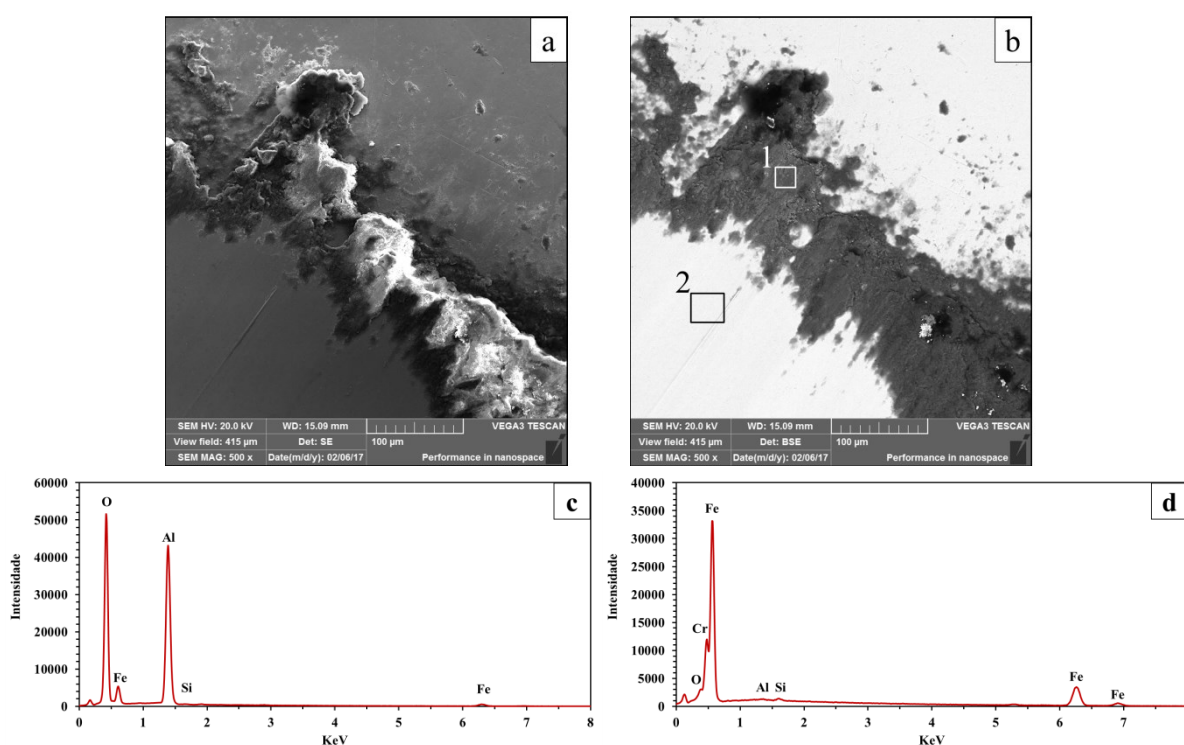 a
SEM HV: 20.0 kV WD: 15.09 mm VEGA3 TESCAN
View field: 415 µm Det: SE 100 µm
SEM MAG: 500 x Date(m/d/y): 02/06/17 Performance in nanospace
b
1
2
SEM HV: 20.0 kV WD: 15.09 mm VEGA3 TESCAN
View field: 415 µm Det: BSE 100 µm
SEM MAG: 500 x Date(m/d/y): 02/06/17 Performance in nanospace
c
Intensidade
60000
50000
40000
30000
20000
10000
0
O
Al
Fe
Si
Fe
0 1 2 3 4 5 6 7 8
KeV
d
Intensidade
40000
35000
30000
25000
20000
15000
10000
5000
0
Fe
Cr
O
Al
Si
Fe
Fe
0 1 2 3 4 5 6 7
KeV